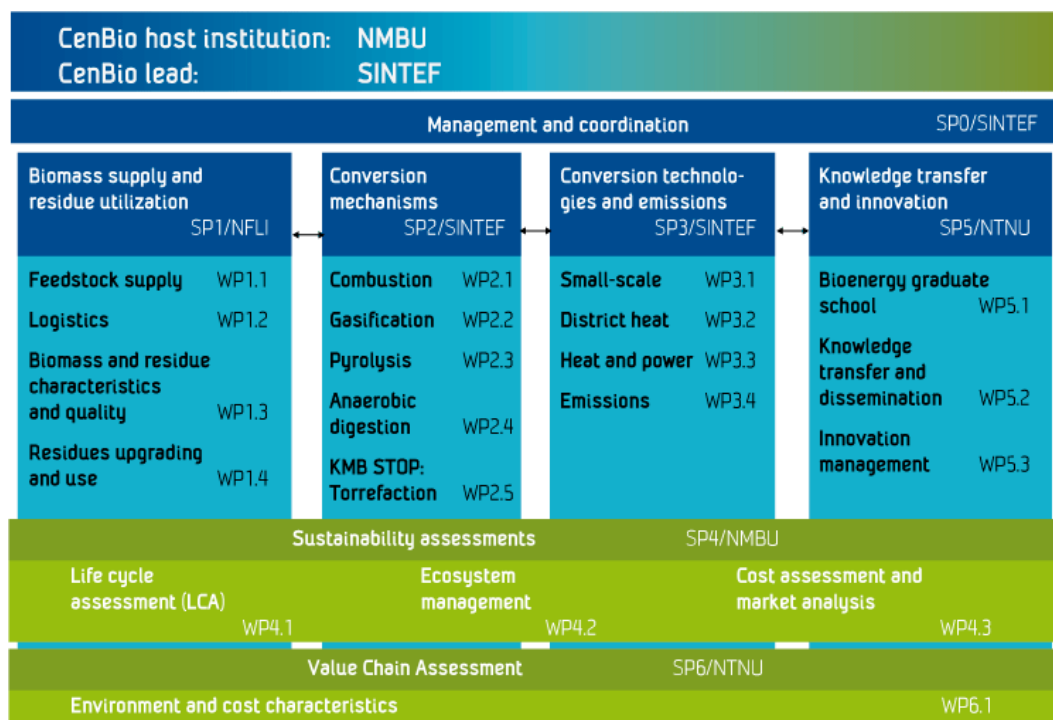 CenBio host institution: NMBU
CenBio lead: SINTEF
Management and coordination SP0/SINTEF
Biomass supply and
residue utilization
SP1/NFLI
Feedstock supply WP1.1
Logistics WP1.2
Biomass and residue
characteristics
and quality WP1.3
Residues upgrading
and use WP1.4
Conversion
mechanisms
SP2/SINTEF
Combustion WP2.1
Gasification WP2.2
Pyrolysis WP2.3
Anaerobic
digestion WP2.4
KMB STOP:
Torrefaction WP2.5
Conversion technolo-
gies and emissions
SP3/SINTEF
Small-scale WP3.1
District heat WP3.2
Heat and power WP3.3
Emissions WP3.4
Knowledge transfer
and innovation
SP5/NTNU
Bioenergy graduate
school WP5.1
Knowledge
transfer and
dissemination WP5.2
Innovation
management WP5.3
Sustainability assessments SP4/NMBU
Life cycle
assessment (LCA)
WP4.1
Ecosystem
management
WP4.2
Cost assessment and
market analysis
WP4.3
Value Chain Assessment SP6/NTNU
Environment and cost characteristics WP6.1